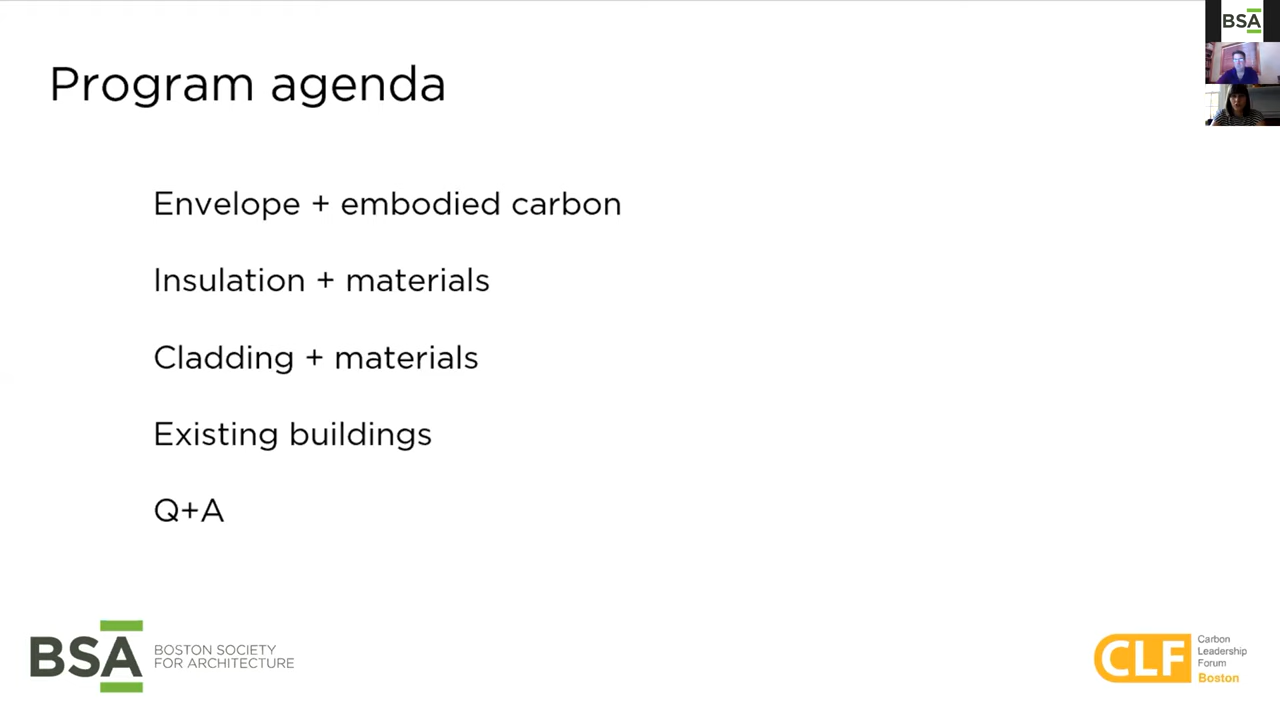 BSA
Program agenda
Envelope + embodied carbon
Insulation + materials
Cladding + materials
Existing buildings
Q+A
BSA
BOSTON SOCIETY
FOR ARCHITECTURE
CLF
Carbon
Leadership
Forum
Boston